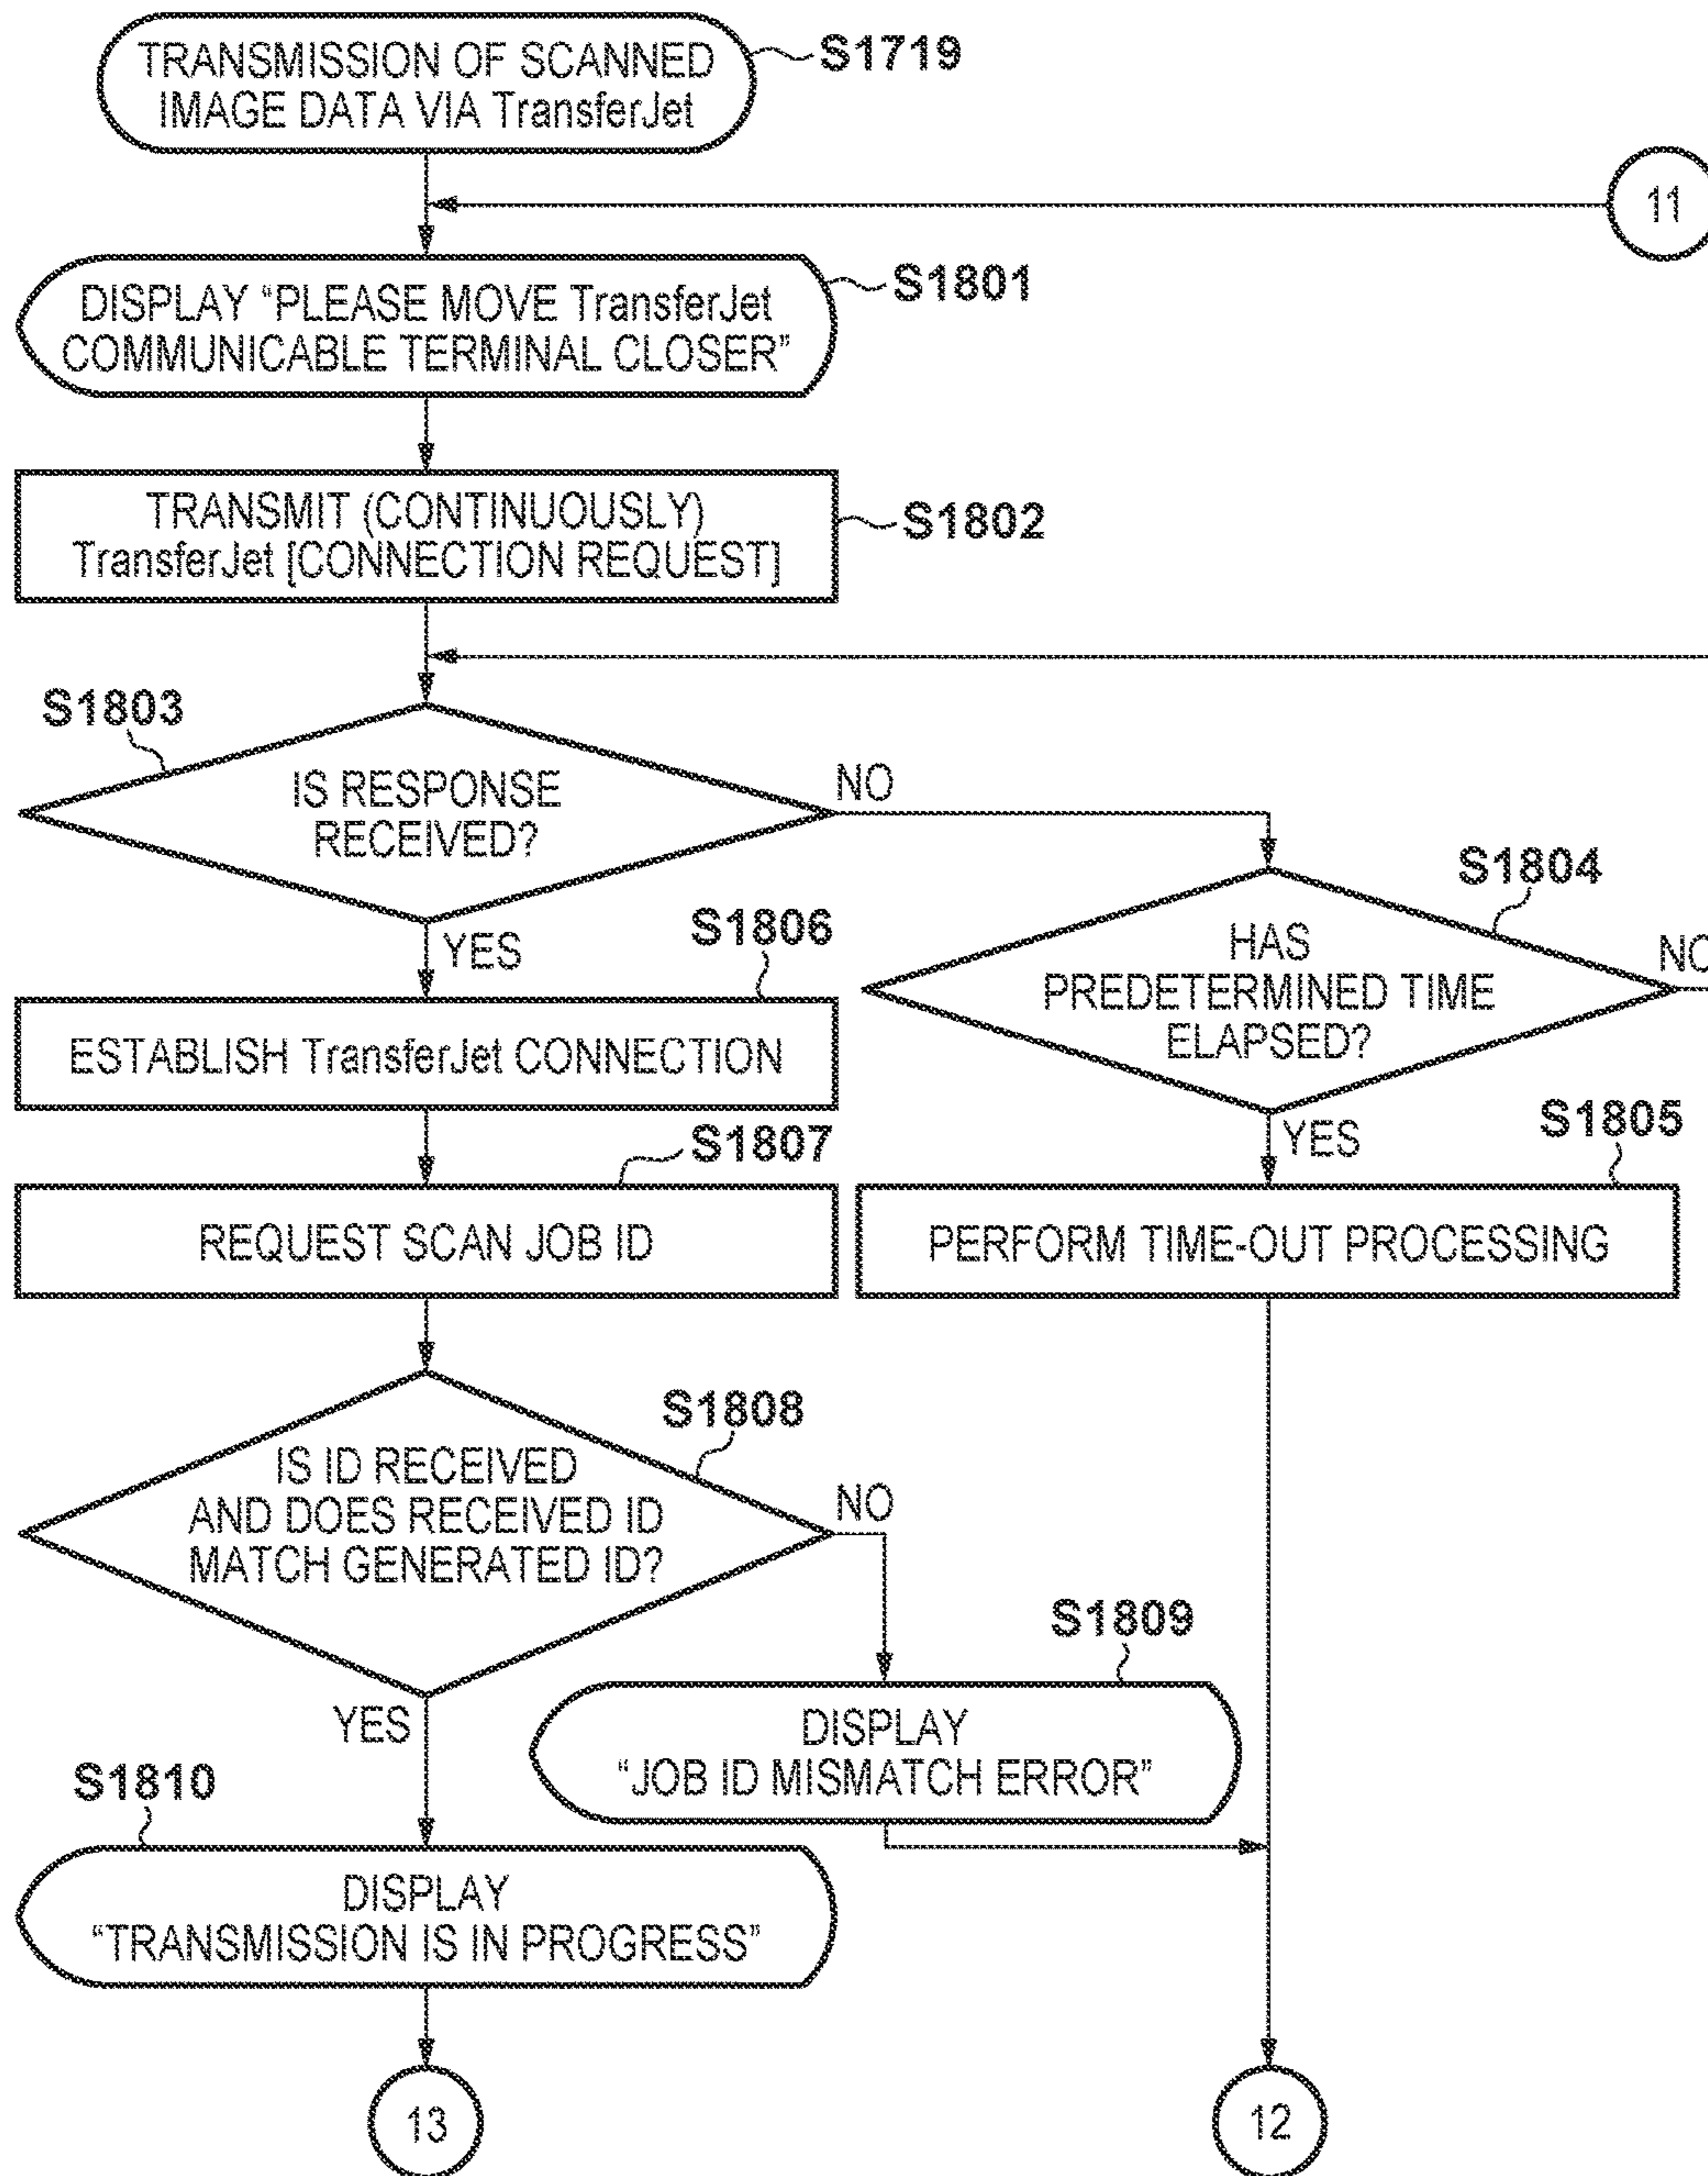 TRANSMISSION OF SCANNED
IMAGE DATA VIA TransferJet
S1719
11
DISPLAY “PLEASE MOVE TransferJet
COMMUNICABLE TERMINAL CLOSER”
S1801
TRANSMIT (CONTINUOUSLY)
TransferJet [CONNECTION REQUEST]
S1802
S1803
IS RESPONSE
RECEIVED?
NO
YES
S1804
HAS
PREDETERMINED TIME
ELAPSED?
NO
YES
S1806
ESTABLISH TransferJet CONNECTION
S1805
PERFORM TIME-OUT PROCESSING
S1807
REQUEST SCAN JOB ID
S1808
IS ID RECEIVED
AND DOES RECEIVED ID
MATCH GENERATED ID?
NO
YES
S1809
DISPLAY
“JOB ID MISMATCH ERROR”
S1810
DISPLAY
“TRANSMISSION IS IN PROGRESS”
13
12